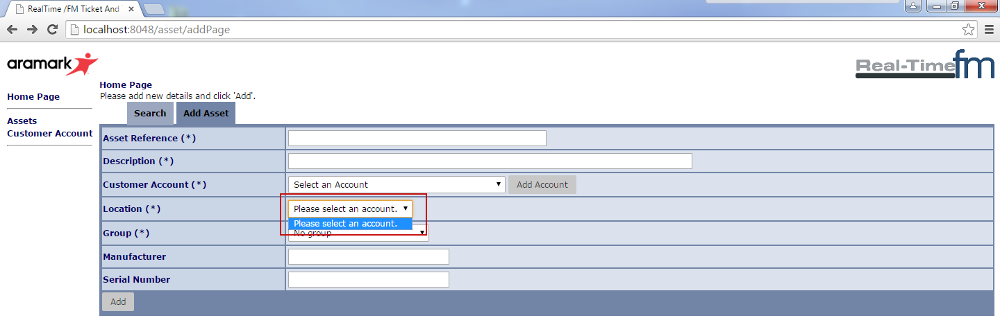 RealTime /FM Ticket And
localhost:8048/asset/addPage
aramark
Real-Timefm
Home Page
Assets
Customer Account
Home Page
Please add new details and click 'Add'.
Search Add Asset
Asset Reference (*)
Description (*)
Customer Account (*) Select an Account Add Account
Location (*) Please select an account.
Please select an account.
Group (*) No group
Manufacturer
Serial Number
Add